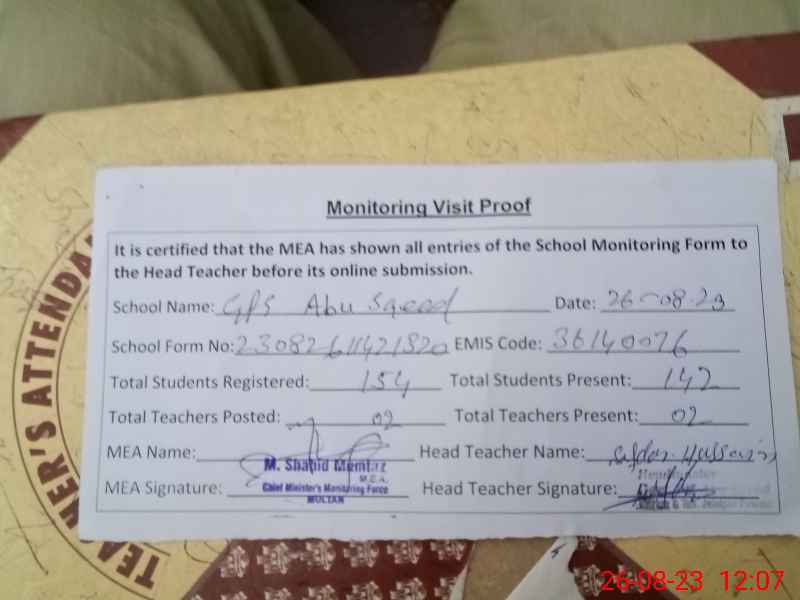 Monitoring Visit Proof
It is certified that the MEA has shown all entries of the School Monitoring Form to
the Head Teacher before its online submission.
School Name: GPS Abu Saeed Date: 26-08-23
School Form No: EMIS Code: 36140076
Total Students Registered: 154 Total Students Present: 142
Total Teachers Posted: 02 Total Teachers Present: 02
MEA Name: Head Teacher Name: Safdar Hussain
M. Shahid Mumtaz
M.E.A.
MEA Signature: Chief Minister's Monitoring Force Head Teacher Signature:
MULTAN
Headmaster
TEACHER'S ATTENDA
26-08-23 12:07